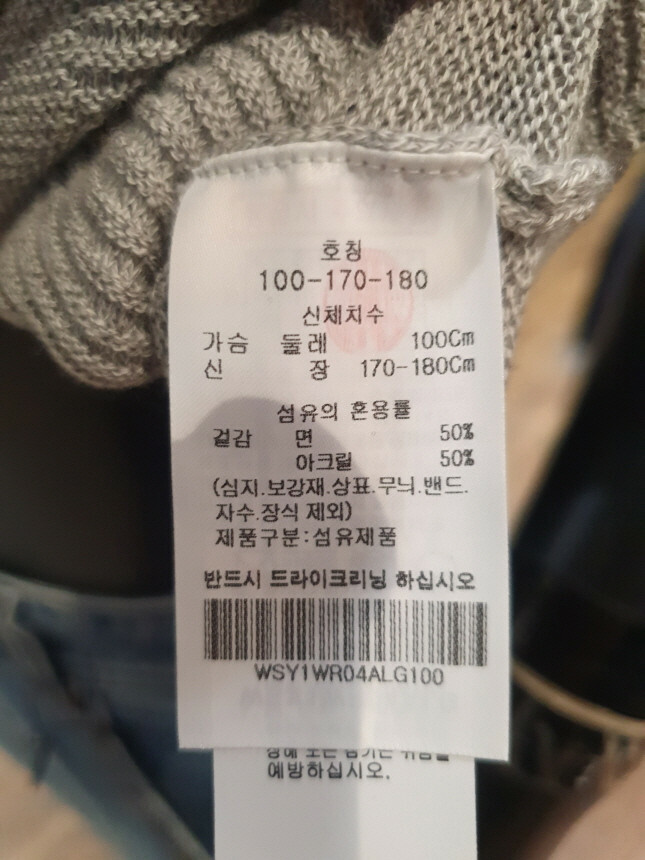 호칭
100-170-180
신체치수
가슴 둘레 100Cm
신 장 170-180Cm
섬유의 혼용률
겉감 면 50%
아크릴 50%
(심지.보강재.상표.무늬.밴드.
자수.장식 제외)
제품구분:섬유제품
반드시 드라이크리닝 하십시오
WSY1WR04ALG100
예방하십시오.